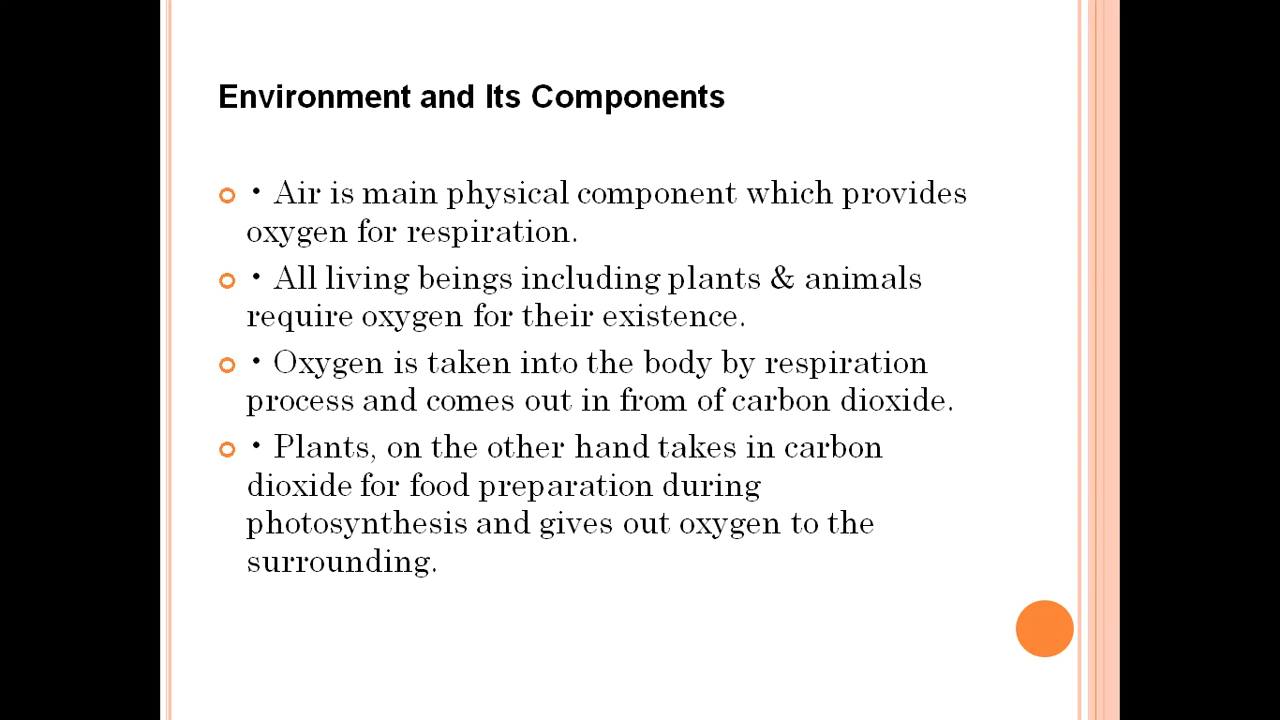 Environment and Its Components
• Air is main physical component which provides
oxygen for respiration.
• All living beings including plants & animals
require oxygen for their existence.
• Oxygen is taken into the body by respiration
process and comes out in from of carbon dioxide.
• Plants, on the other hand takes in carbon
dioxide for food preparation during
photosynthesis and gives out oxygen to the
surrounding.